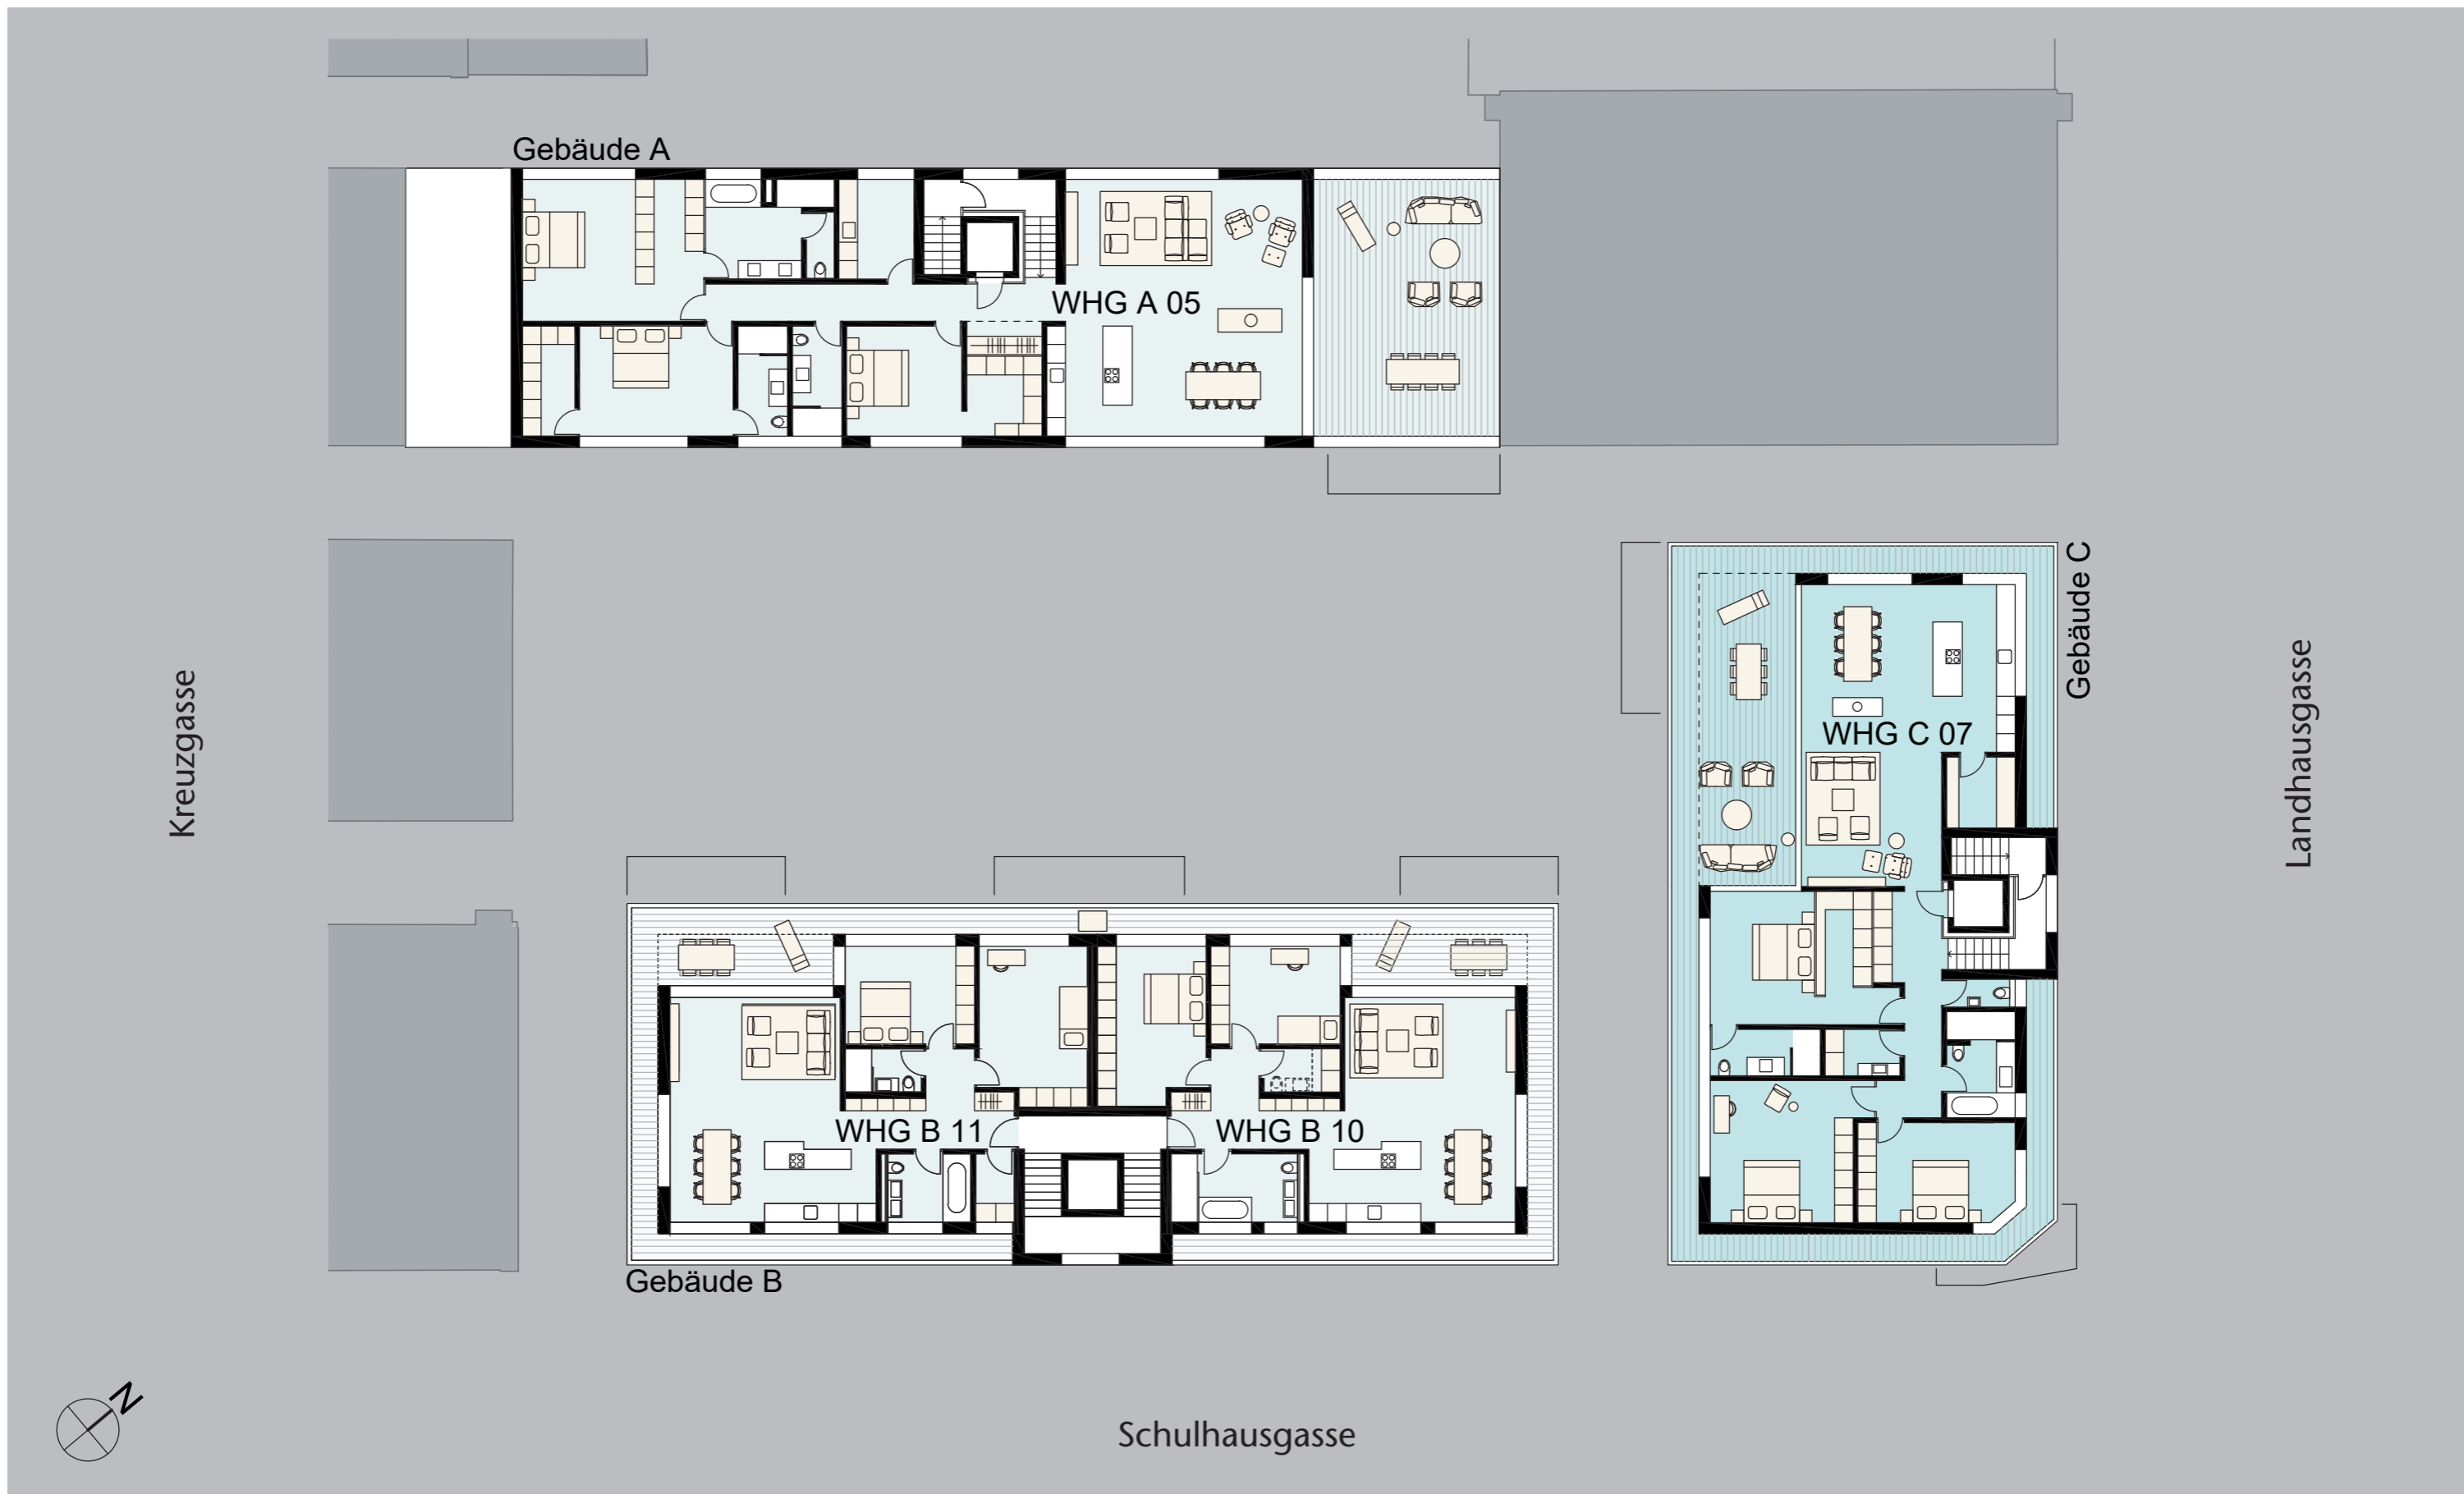 Gebäude A
WHG A 05
Gebäude C
Kreuzgasse
Landhausgasse
WHG C 07
WHG B 11
WHG B 10
Gebäude B
N
Schulhausgasse